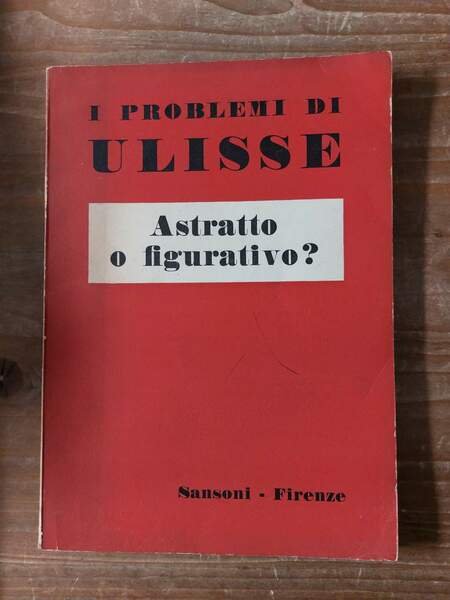 I PROBLEMI DI
ULISSE
Astratto
o figurativo?
Sansoni - Firenze